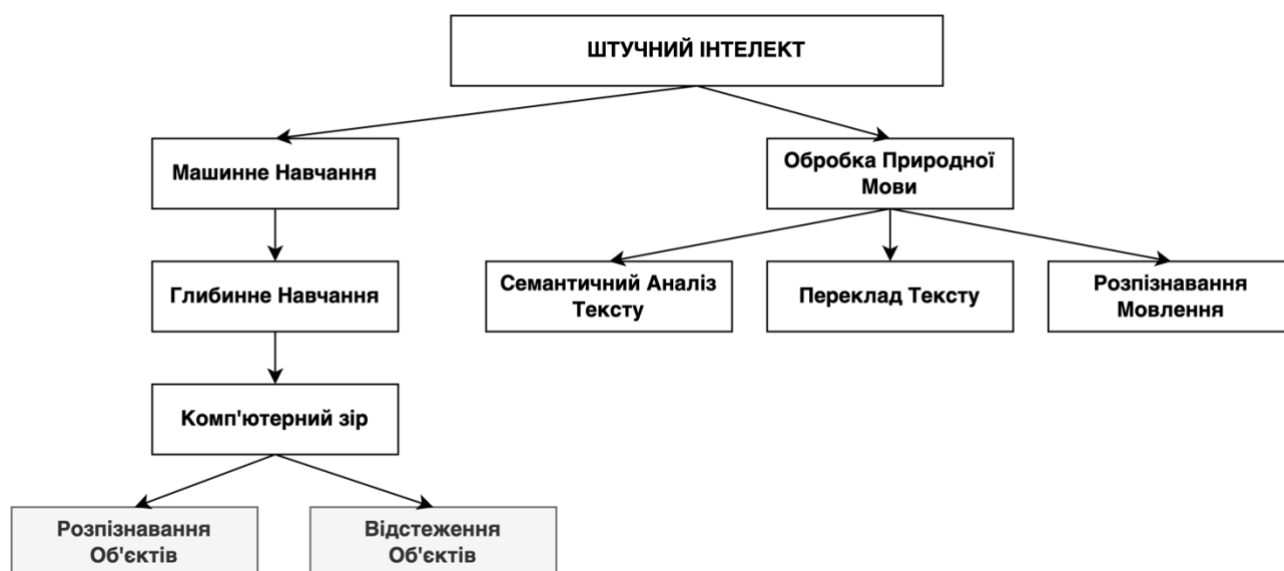 ШТУЧНИЙ ІНТЕЛЕКТ
Машинне Навчання
Обробка Природної
Мови
Глибинне Навчання
Семантичний Аналіз
Тексту
Переклад Тексту
Розпізнавання
Мовлення
Комп'ютерний зір
Розпізнавання
Об'єктів
Відстеження
Об'єктів